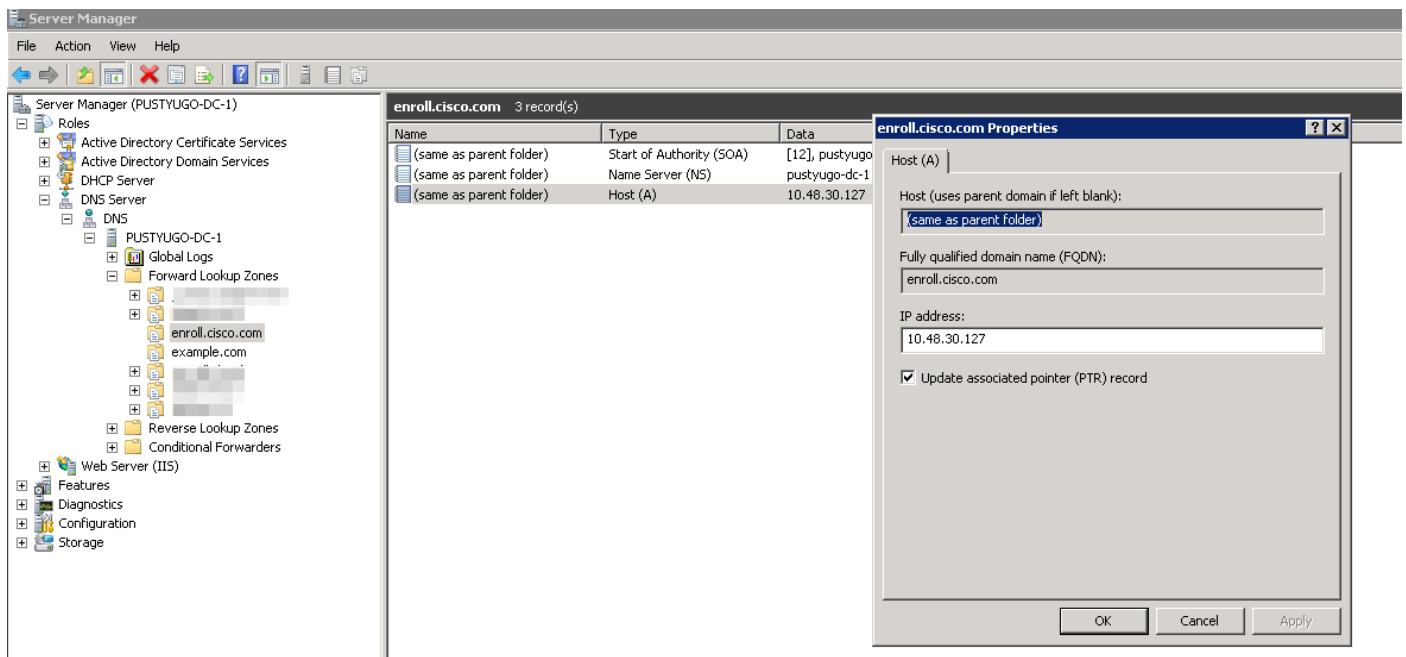 Server Manager
File Action View Help
Server Manager (PUSTYUGO-DC-1)
Roles
Active Directory Certificate Services
Active Directory Domain Services
DHCP Server
DNS Server
DNS
PUSTYUGO-DC-1
Global Logs
Forward Lookup Zones
enroll.cisco.com
example.com
Reverse Lookup Zones
Conditional Forwarders
Web Server (IIS)
Features
Diagnostics
Configuration
Storage
enroll.cisco.com 3 record(s)
Name Type Data
(same as parent folder) Start of Authority (SOA) [12], pustyugo
(same as parent folder) Name Server (NS) pustyugo-dc-1
(same as parent folder) Host (A) 10.48.30.127
enroll.cisco.com Properties
Host (A)
Host (uses parent domain if left blank):
(same as parent folder)
Fully qualified domain name (FQDN):
enroll.cisco.com
IP address:
10.48.30.127
Update associated pointer (PTR) record
OK Cancel Apply